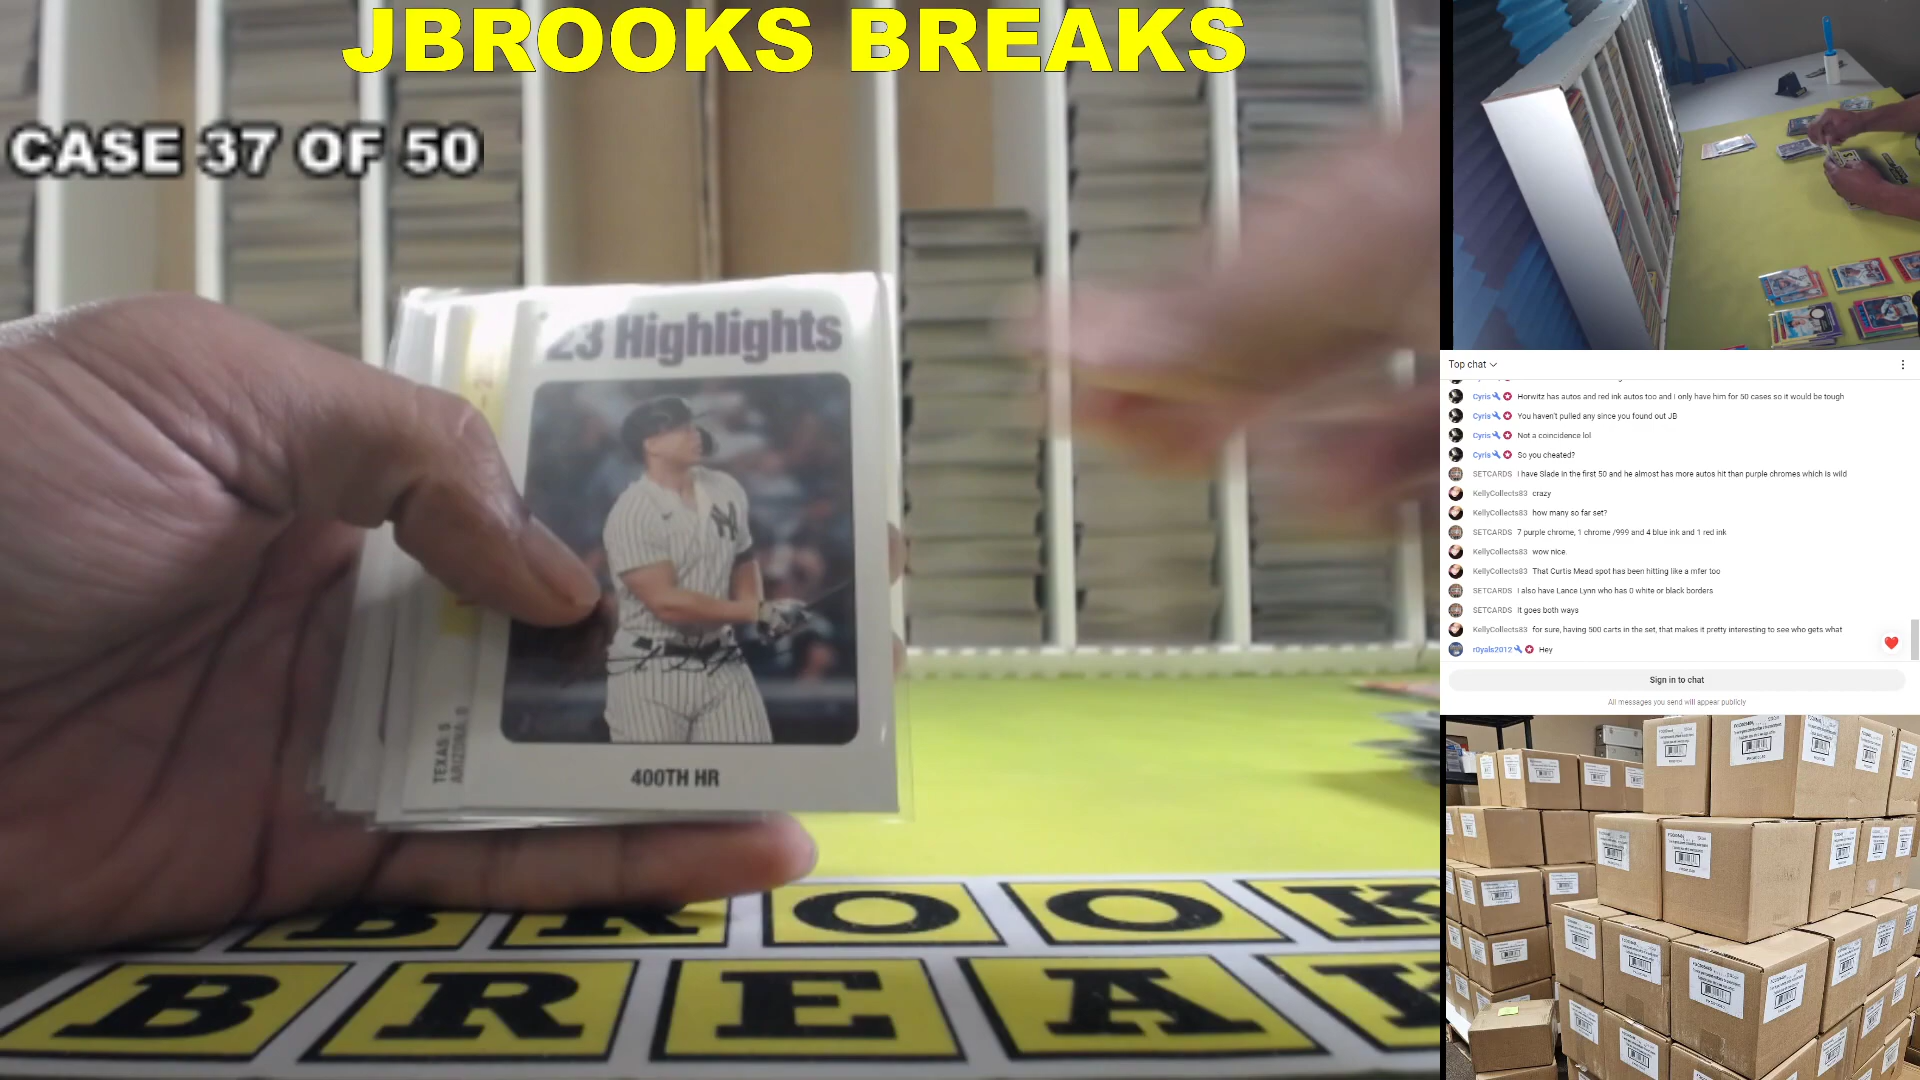 JBROOKS BREAKS
CASE 37 OF 50
'23 Highlights
400TH HR
TEXAS: 5
ARIZONA: 0
BROOK
BREAK
Top chat
Cyris Horwitz has autos and red ink autos too and I only have him for 50 cases so it would be tough
Cyris You haven't pulled any since you found out JB
Cyris Not a coincidence lol
Cyris So you cheated?
SETCARDS I have Slade in the first 50 and he almost has more autos hit than purple chromes which is wild
KellyCollects83 crazy
KellyCollects83 how many so far set?
SETCARDS 7 purple chrome, 1 chrome /999 and 4 blue ink and 1 red ink
KellyCollects83 wow nice.
KellyCollects83 That Curtis Mead spot has been hitting like a mfer too
SETCARDS I also have Lance Lynn who has 0 white or black borders
SETCARDS It goes both ways
KellyCollects83 for sure, having 500 carts in the set, that makes it pretty interesting to see who gets what
r0yals2012 Hey
Sign in to chat
All messages you send will appear publicly